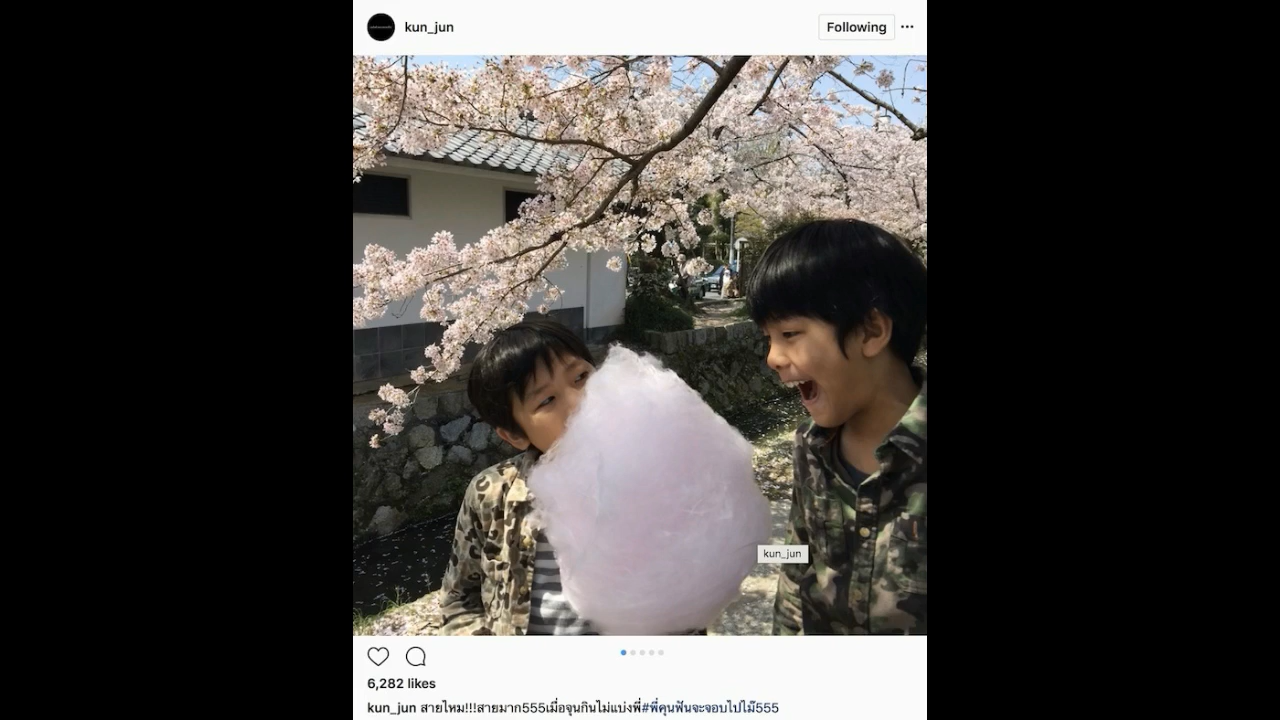 kun_jun
Following
kun_jun
6,282 likes
kun_jun สายไหม!!!สายมาก555เมื่อจุนกินไม่แบ่งพี่#พี่คุนฟันจะจอบไปไม๊555